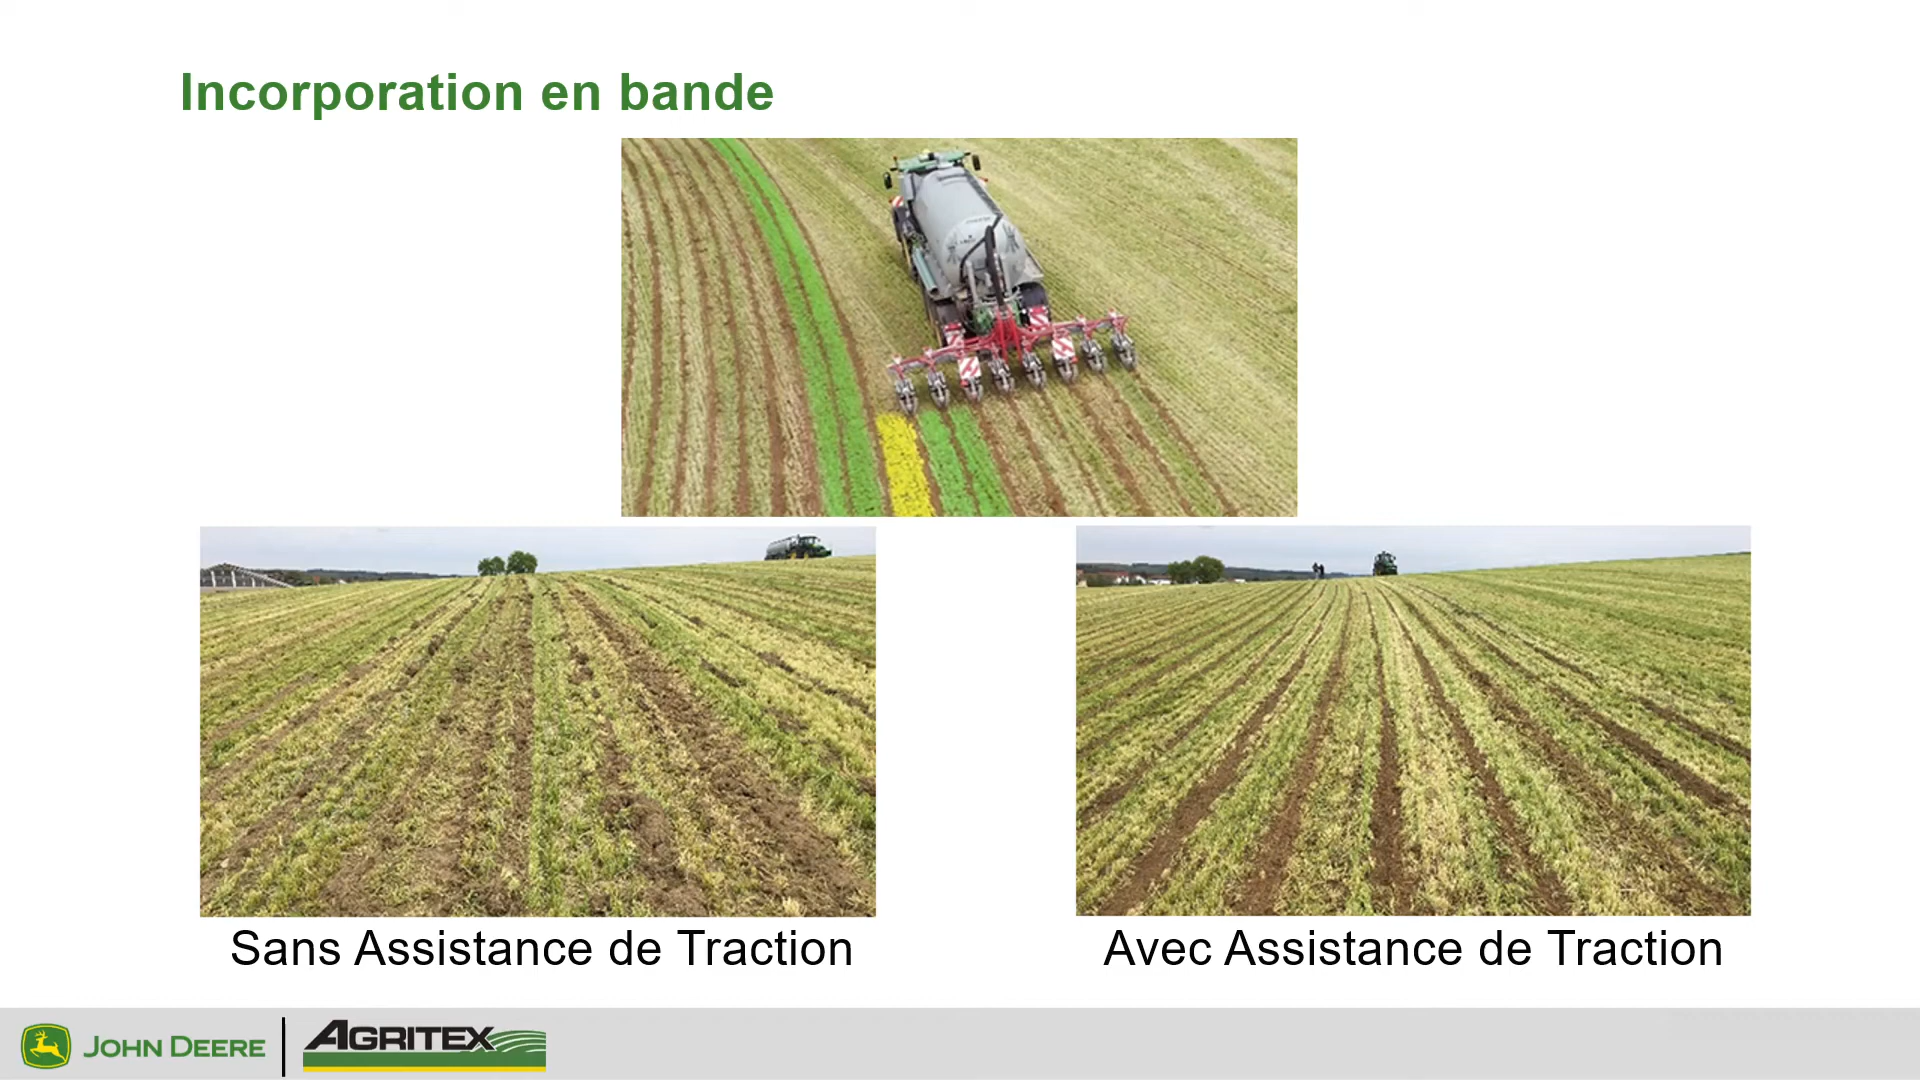 Incorporation en bande
Sans Assistance de Traction
Avec Assistance de Traction
JOHN DEERE
AGRITEX